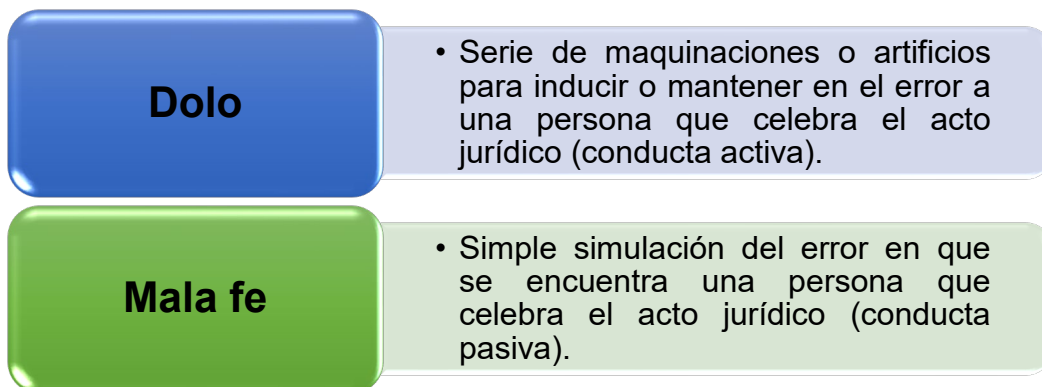 Dolo
• Serie de maquinaciones o artificios
para inducir o mantener en el error a
una persona que celebra el acto
jurídico (conducta activa).
Mala fe
• Simple simulación del error en que
se encuentra una persona que
celebra el acto jurídico (conducta
pasiva).